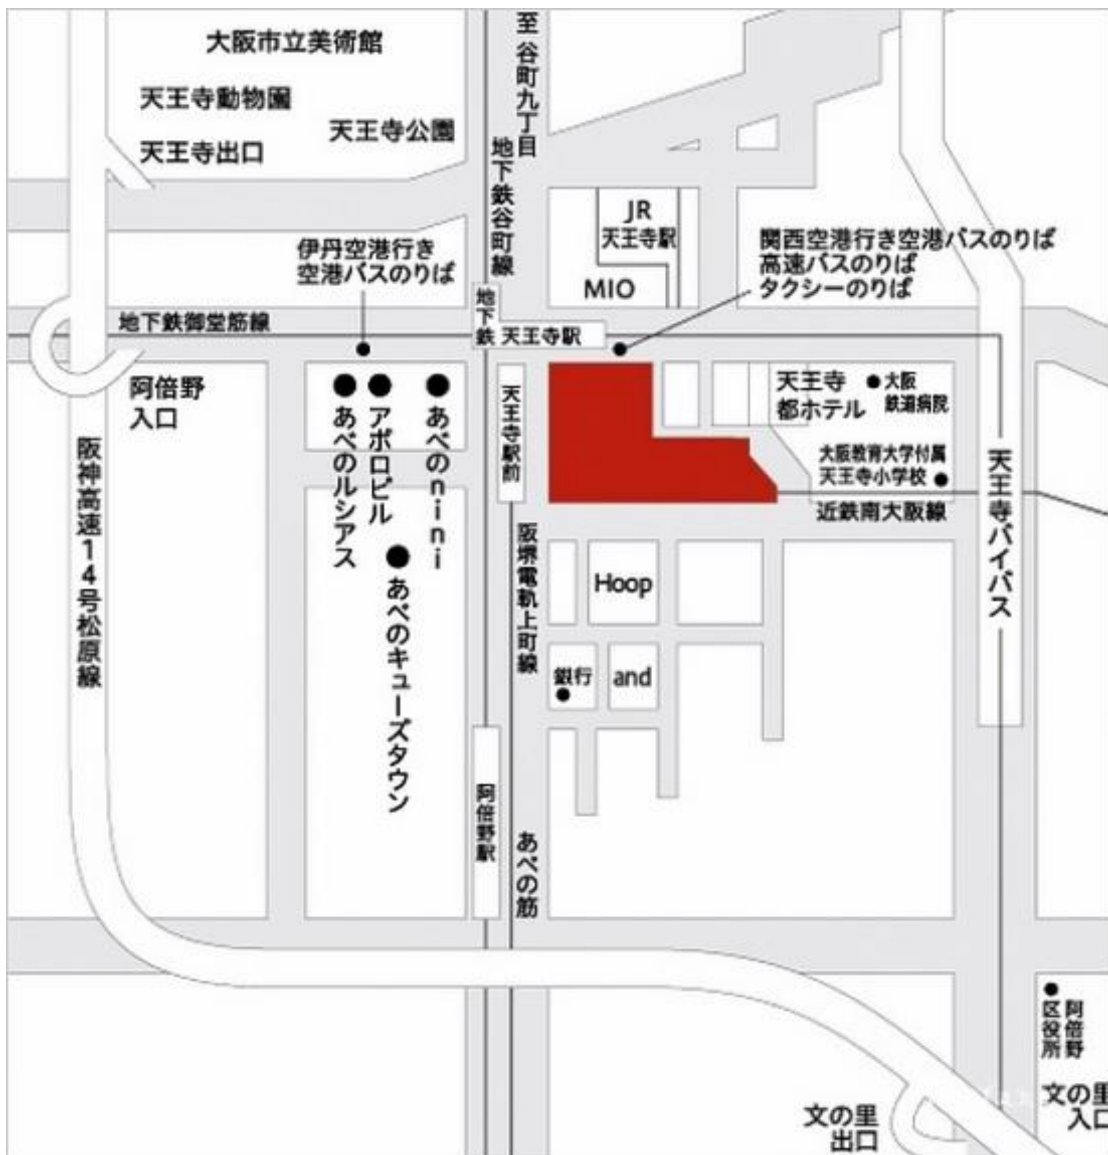 大阪市立美術館
天王寺動物園
天王寺公園
天王寺出口
至 谷町九丁目
地下鉄谷町線
JR
天王寺駅
MIO
伊丹空港行き
空港バスのりば
関西空港行き空港バスのりば
高速バスのりば
タクシーのりば
地下鉄御堂筋線
地下鉄
天王寺駅
阿倍野
入口
あべのルシアス
アポロビル
あべのnini
あべのキューズタウン
天王寺駅前
天王寺
都ホテル
大阪
鉄道病院
大阪教育大学付属
天王寺小学校
近鉄南大阪線
天王寺バイパス
阪神高速14号松原線
阪堺電軌上町線
Hoop
銀行
and
阿倍野駅
あべの筋
阿倍野
区役所
文の里
入口
文の里
出口